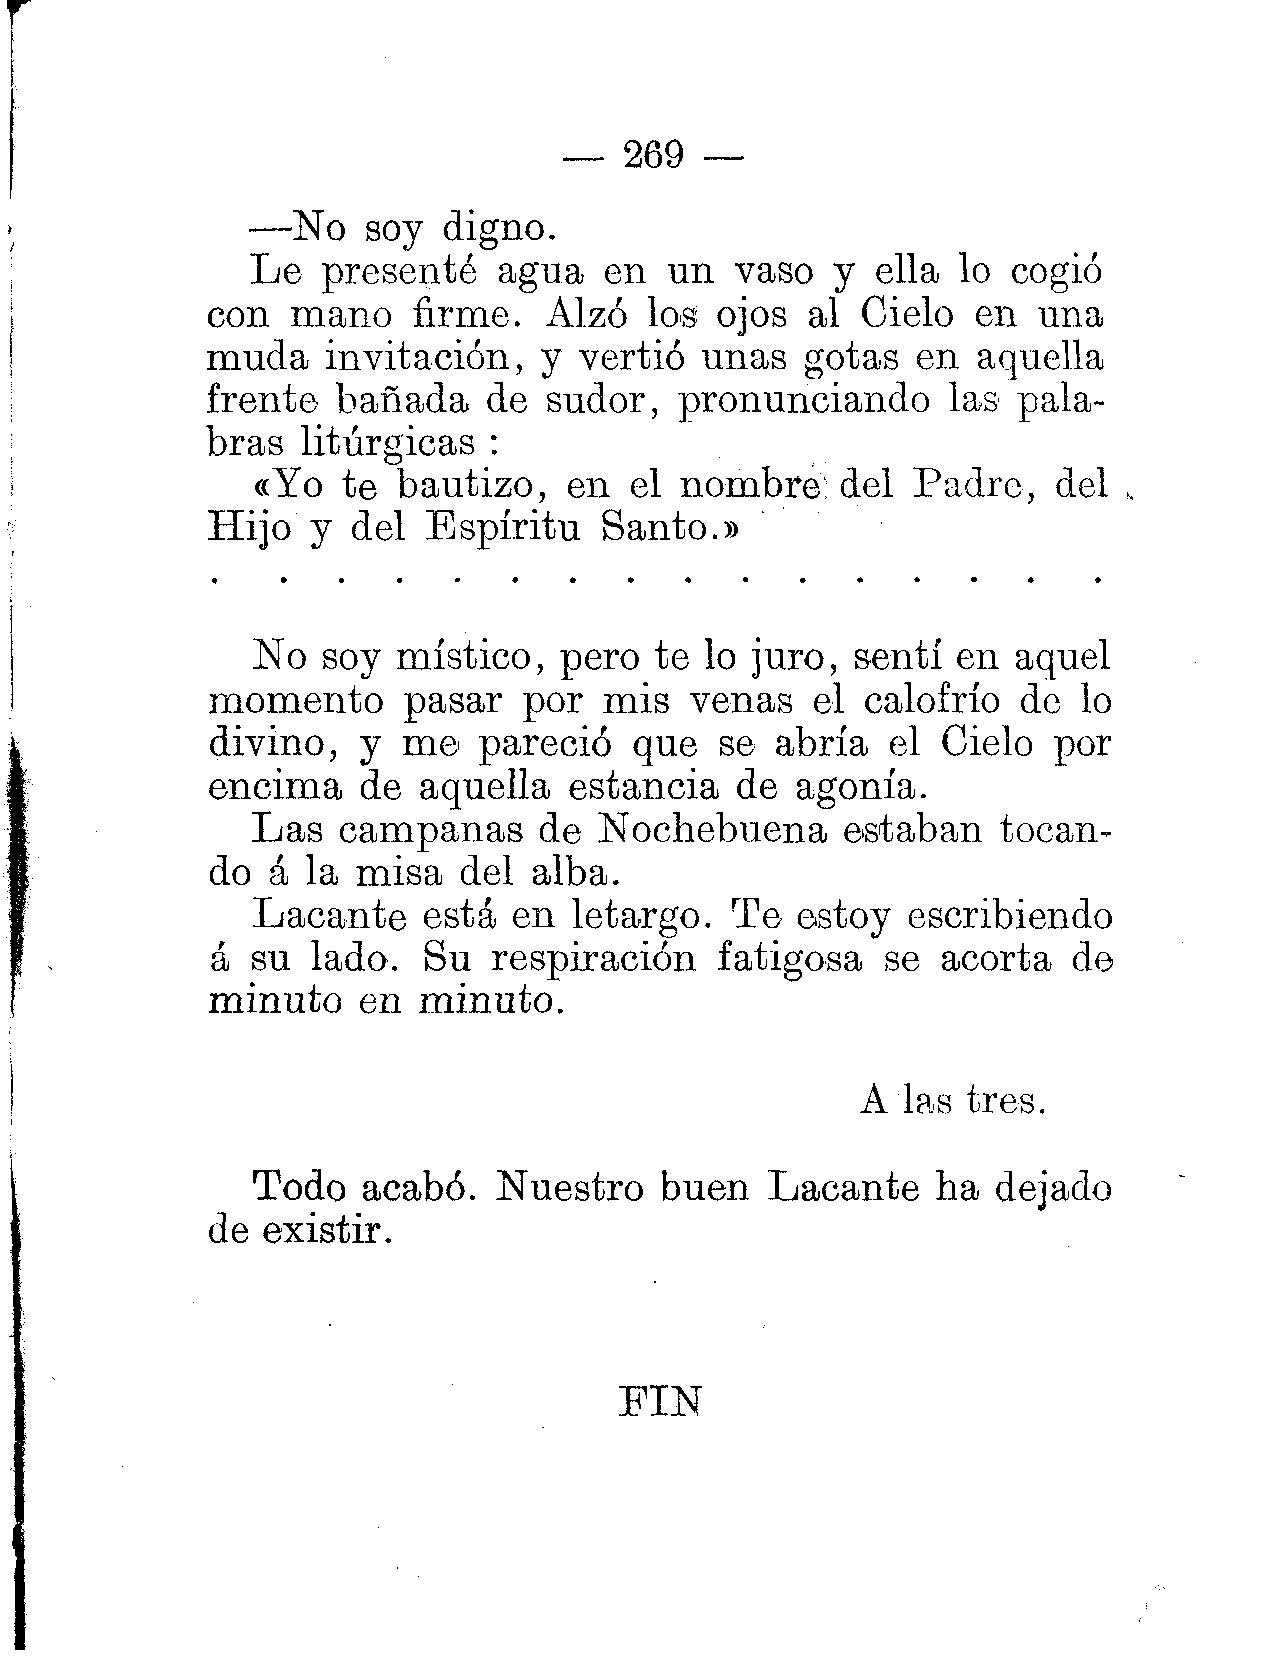 — 269 —
—No soy digno.
Le presenté agua en un vaso y ella lo cogió
con mano firme. Alzó los ojos al Cielo en una
muda invitación, y vertió unas gotas en aquella
frente bañada de sudor, pronunciando las pala-
bras litúrgicas :
«Yo te bautizo, en el nombre del Padre, del
Hijo y del Espíritu Santo.»
. . . . . . . . . . . . . . . .
No soy místico, pero te lo juro, sentí en aquel
momento pasar por mis venas el calofrío de lo
divino, y me pareció que se abría el Cielo por
encima de aquella estancia de agonía.
Las campanas de Nochebuena estaban tocan-
do á la misa del alba.
Lacante está en letargo. Te estoy escribiendo
á su lado. Su respiración fatigosa se acorta de
minuto en minuto.
A las tres.
Todo acabó. Nuestro buen Lacante ha dejado
de existir.
FIN